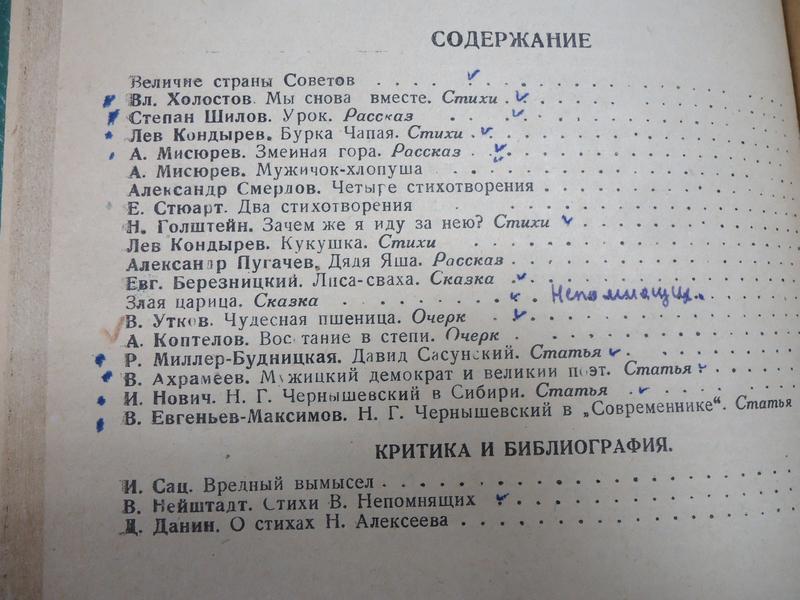 СОДЕРЖАНИЕ
Величие страны Советов
Вл. Холостов. Мы снова вместе. Стихи
Степан Шилов. Урок. Рассказ
Лев Кондырев. Бурка Чапая. Стихи
А. Мисюрев. Змеиная гора. Рассказ
А. Мисюрев. Мужичок-хлопуша
Александр Смердов. Четыре стихотворения
Е. Стюарт. Два стихотворения
Н. Голштейн. Зачем же я иду за нею? Стихи
Лев Кондырев. Кукушка. Стихи
Александр Пугачев. Дядя Яша. Рассказ
Евг. Березницкий. Лиса-сваха. Сказка
Злая царица. Сказка Непомнящи..
В. Утков. Чудесная пшеница. Очерк
А. Коптелов. Восстание в степи. Очерк
Р. Миллер-Будницкая. Давид Сасунский. Статья
В. Ахрамеев. Мужицкий демократ и великий поэт. Статья
И. Нович. Н. Г. Чернышевский в Сибири. Статья
В. Евгеньев-Максимов. Н. Г. Чернышевский в „Современнике“. Статья
КРИТИКА И БИБЛИОГРАФИЯ.
И. Сац. Вредный вымысел
В. Нейштадт. Стихи В. Непомнящих
Д. Данин. О стихах Н. Алексеева